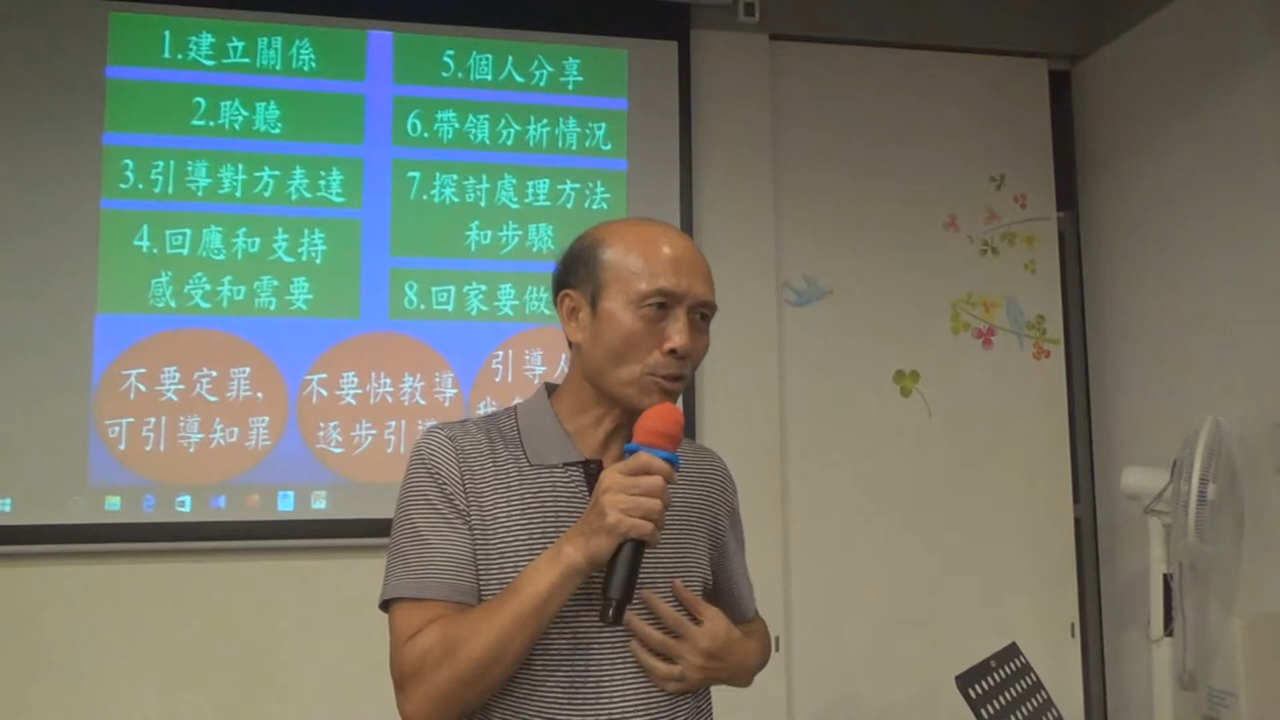 1.建立關係
2.聆聽
3.引導對方表達
4.回應和支持
感受和需要
5.個人分享
6.帶領分析情況
7.探討處理方法
和步驟
8.回家要做
不要定罪,
可引導知罪
不要快教導
逐步引導
引導人